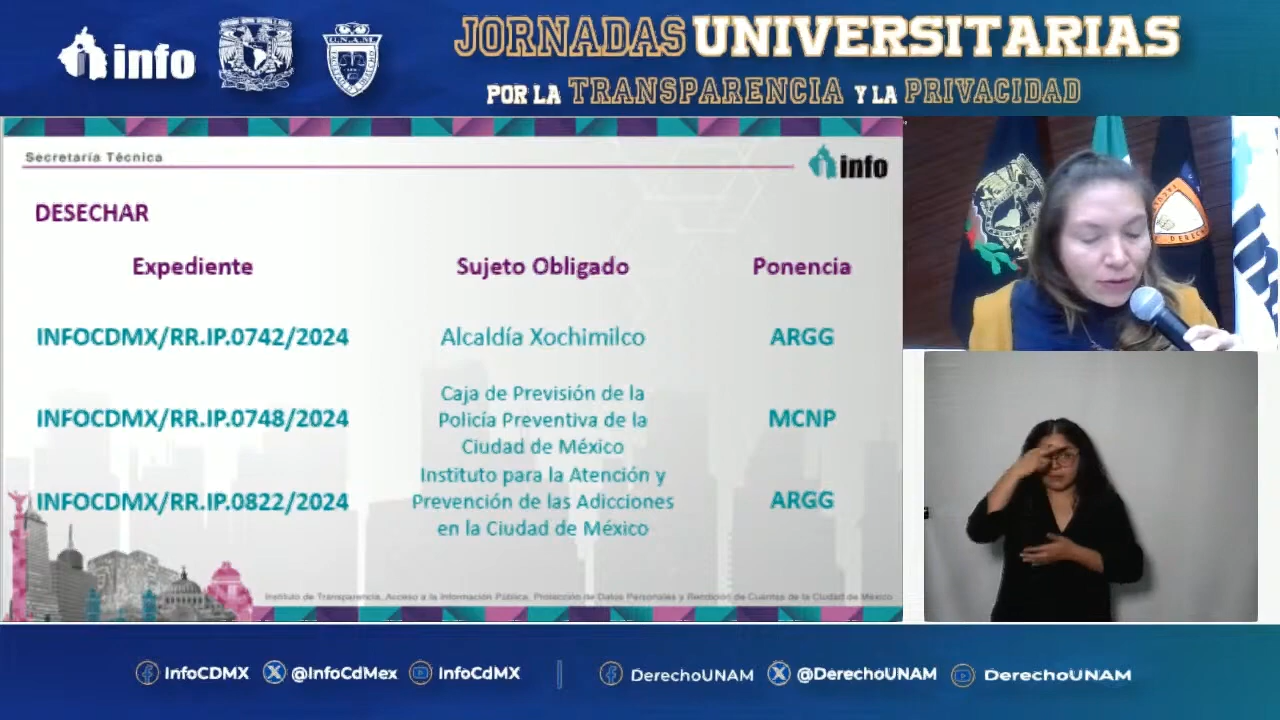 info
JORNADAS UNIVERSITARIAS
POR LA TRANSPARENCIA Y LA PRIVACIDAD
Secretaría Técnica
info
DESECHAR
Expediente Sujeto Obligado Ponencia
INFOCDMX/RR.IP.0742/2024 Alcaldía Xochimilco ARGG
Caja de Previsión de la
INFOCDMX/RR.IP.0748/2024 Policía Preventiva de la MCNP
Ciudad de México
Instituto para la Atención y
INFOCDMX/RR.IP.0822/2024 Prevención de las Adicciones ARGG
en la Ciudad de México
Instituto de Transparencia, Acceso a la Información Pública, Protección de Datos Personales y Rendición de Cuentas de la Ciudad de México
InfoCDMX @InfoCdMex InfoCdMX DerechoUNAM @DerechoUNAM DerechoUNAM